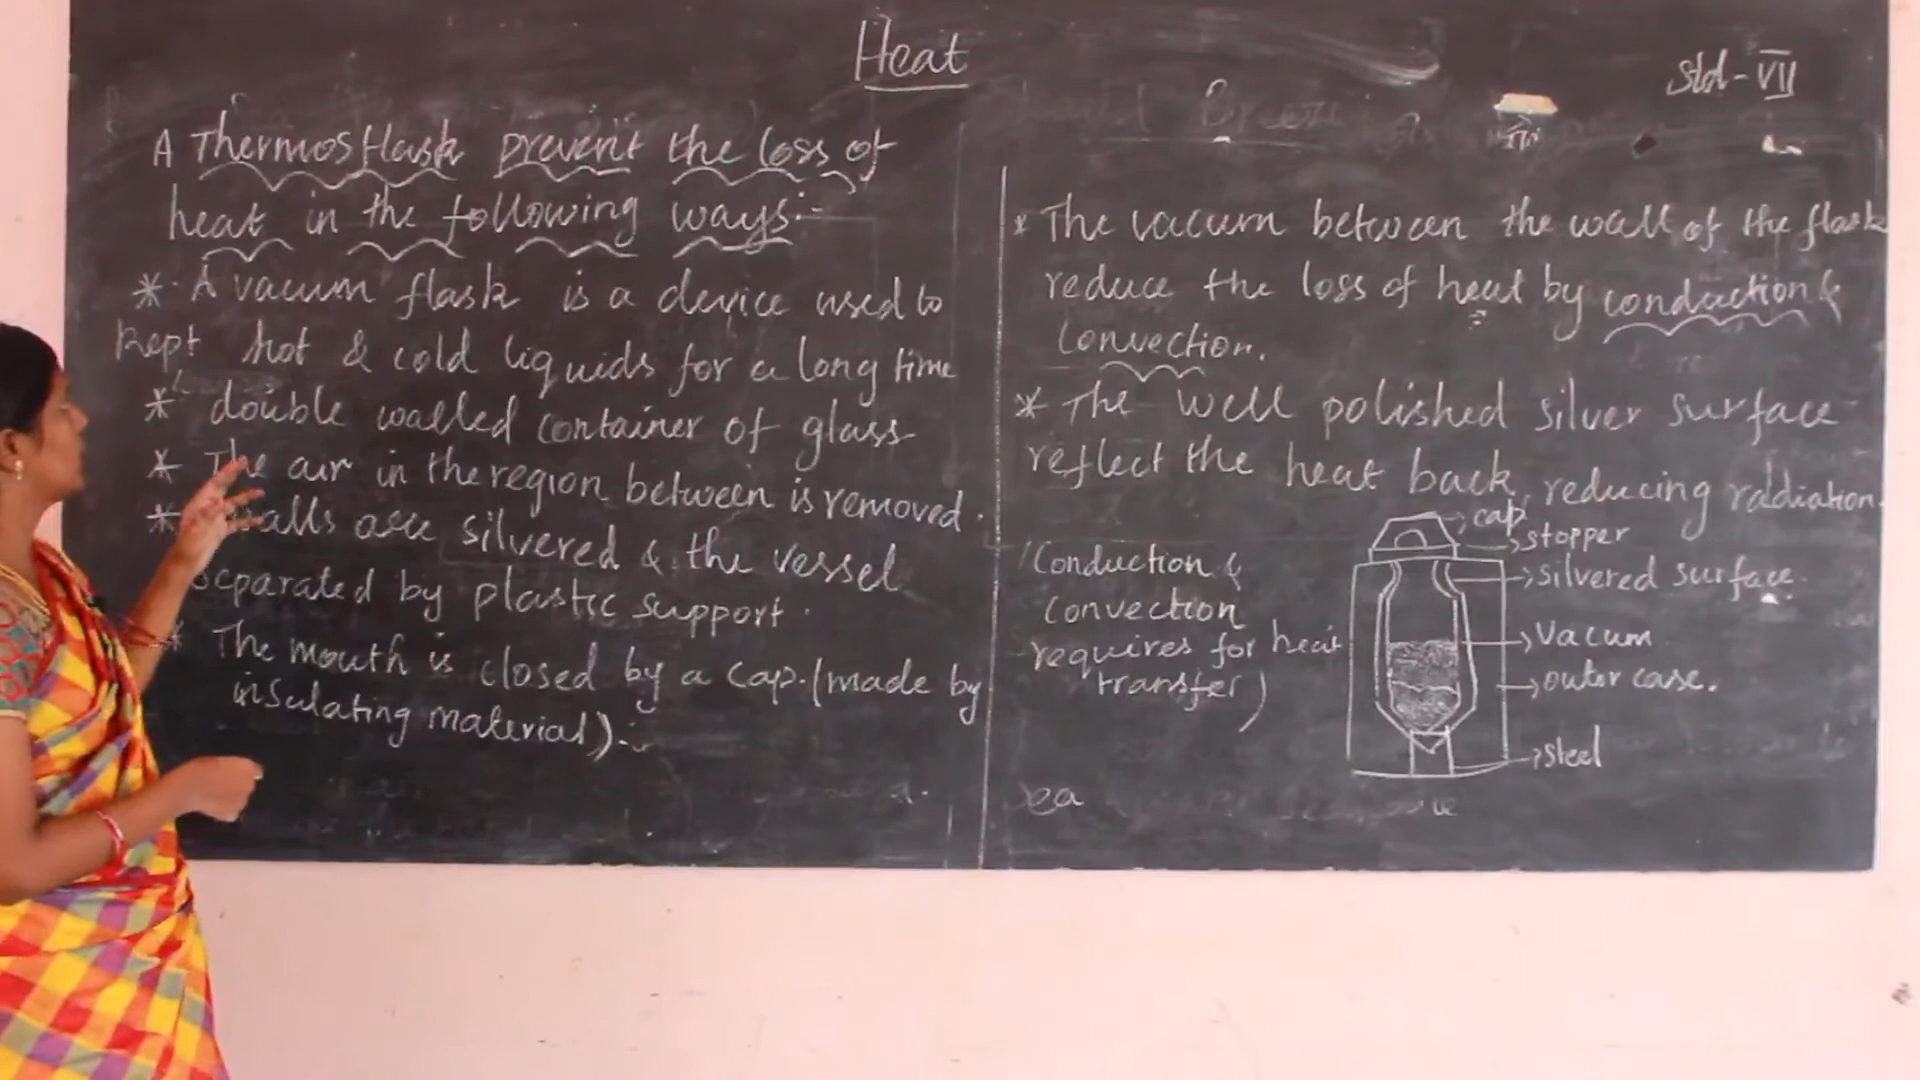 Heat
Std - VII
A Thermos flask prevent the loss of
heat in the following ways:-
* A vacum flask is a device used to
kept hot & cold liquids for a long time
* double walled container of glass
* The air in the region between is removed.
* alls are silvered & the vessel
separated by plastic support.
* The mouth is closed by a cap. (made by
insulating material).
* The vacum between the wall of the flask
reduce the loss of heat by conduction &
convection.
* The well polished silver surface
reflect the heat back, reducing radiation.
(Conduction &
convection
requires for heat
transfer)
cap
stopper
silvered surface.
Vacum
outer case.
steel